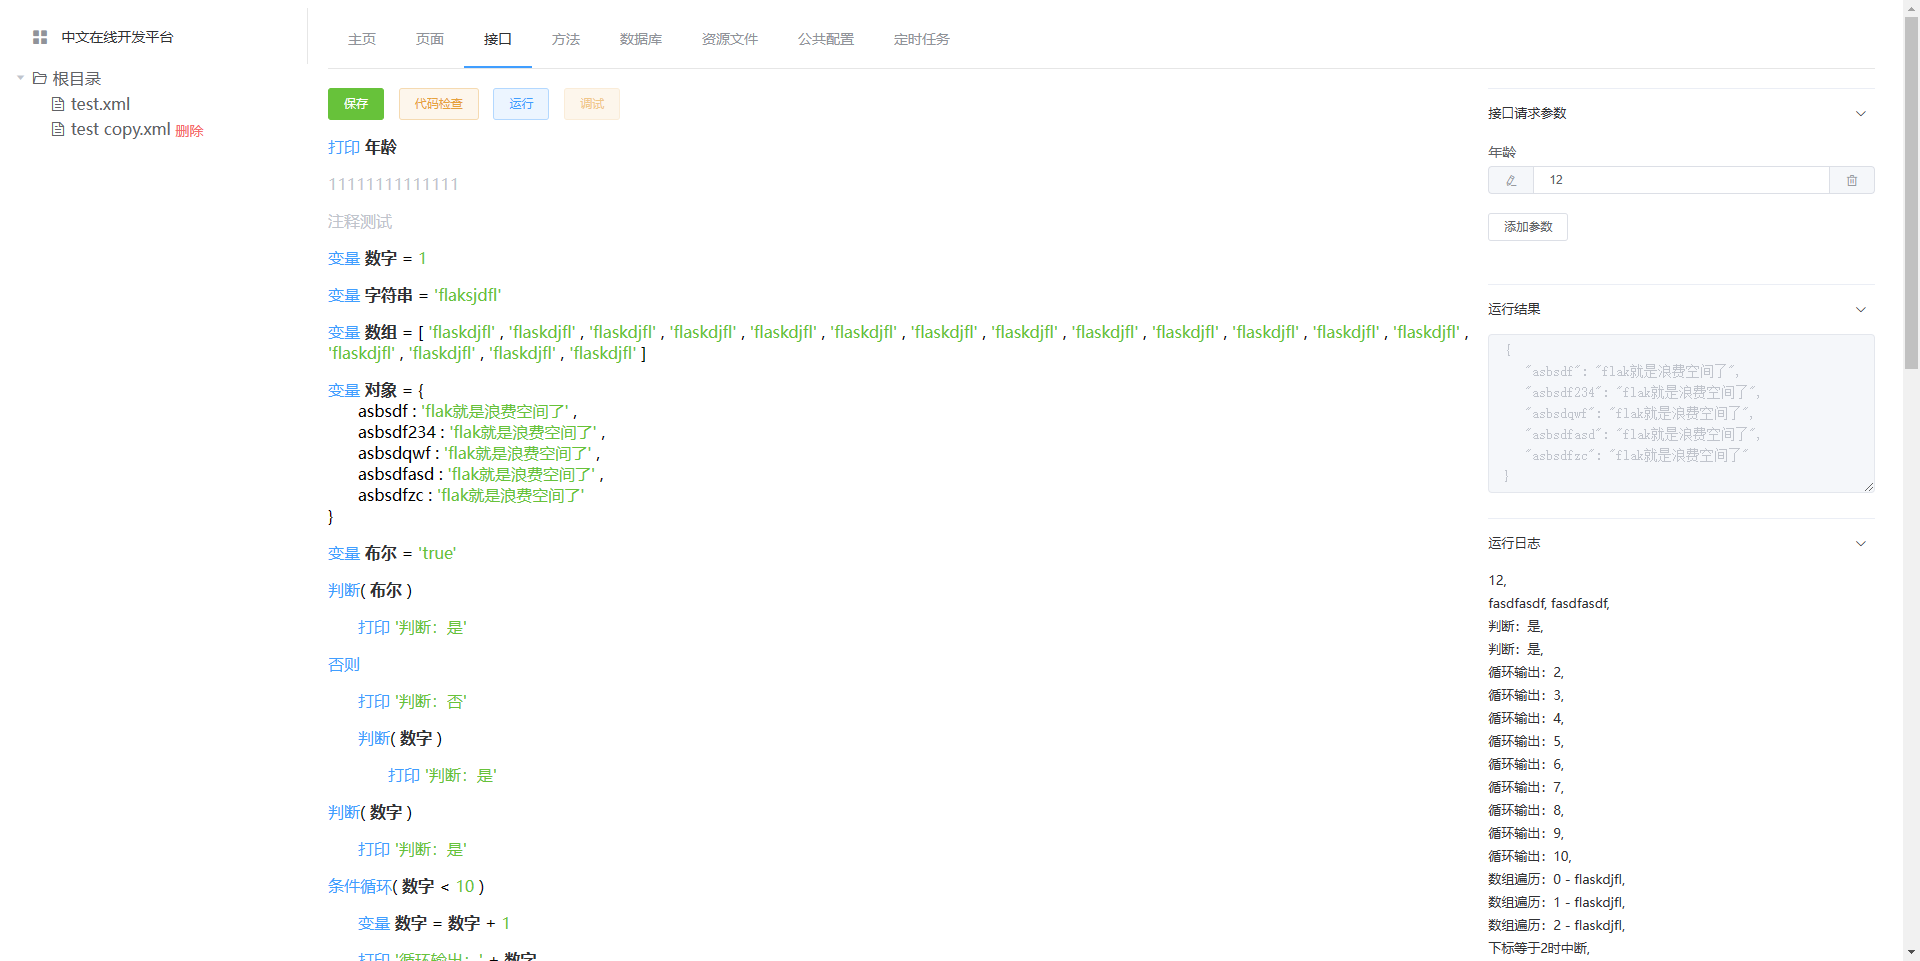 中文在线开发平台
根目录
test.xml
test copy.xml 删除
主页 页面 接口 方法 数据库 资源文件 公共配置 定时任务
保存 代码检查 运行 调试
打印 年龄
11111111111111
注释测试
变量 数字 = 1
变量 字符串 = 'flaksjdfl'
变量 数组 = [ 'flaskdjfl' , 'flaskdjfl' , 'flaskdjfl' , 'flaskdjfl' , 'flaskdjfl' , 'flaskdjfl' , 'flaskdjfl' , 'flaskdjfl' , 'flaskdjfl' , 'flaskdjfl' , 'flaskdjfl' , 'flaskdjfl' , 'flaskdjfl' ,
'flaskdjfl' , 'flaskdjfl' , 'flaskdjfl' , 'flaskdjfl' ]
变量 对象 = {
asbsdf : 'flak就是浪费空间了' ,
asbsdf234 : 'flak就是浪费空间了' ,
asbsdqwf : 'flak就是浪费空间了' ,
asbsdfasd : 'flak就是浪费空间了' ,
asbsdfzc : 'flak就是浪费空间了'
}
变量 布尔 = 'true'
判断( 布尔 )
打印 '判断：是'
否则
打印 '判断：否'
判断( 数字 )
打印 '判断：是'
判断( 数字 )
打印 '判断：是'
条件循环( 数字 < 10 )
变量 数字 = 数字 + 1
打印 '循环输出：' + 数字
接口请求参数
年龄
12
添加参数
运行结果
{
"asbsdf": "flak就是浪费空间了",
"asbsdf234": "flak就是浪费空间了",
"asbsdqwf": "flak就是浪费空间了",
"asbsdfasd": "flak就是浪费空间了",
"asbsdfzc": "flak就是浪费空间了"
}
运行日志
12,
fasdfasdf, fasdfasdf,
判断：是,
判断：是,
循环输出：2,
循环输出：3,
循环输出：4,
循环输出：5,
循环输出：6,
循环输出：7,
循环输出：8,
循环输出：9,
循环输出：10,
数组遍历：0 - flaskdjfl,
数组遍历：1 - flaskdjfl,
数组遍历：2 - flaskdjfl,
下标等于2时中断,